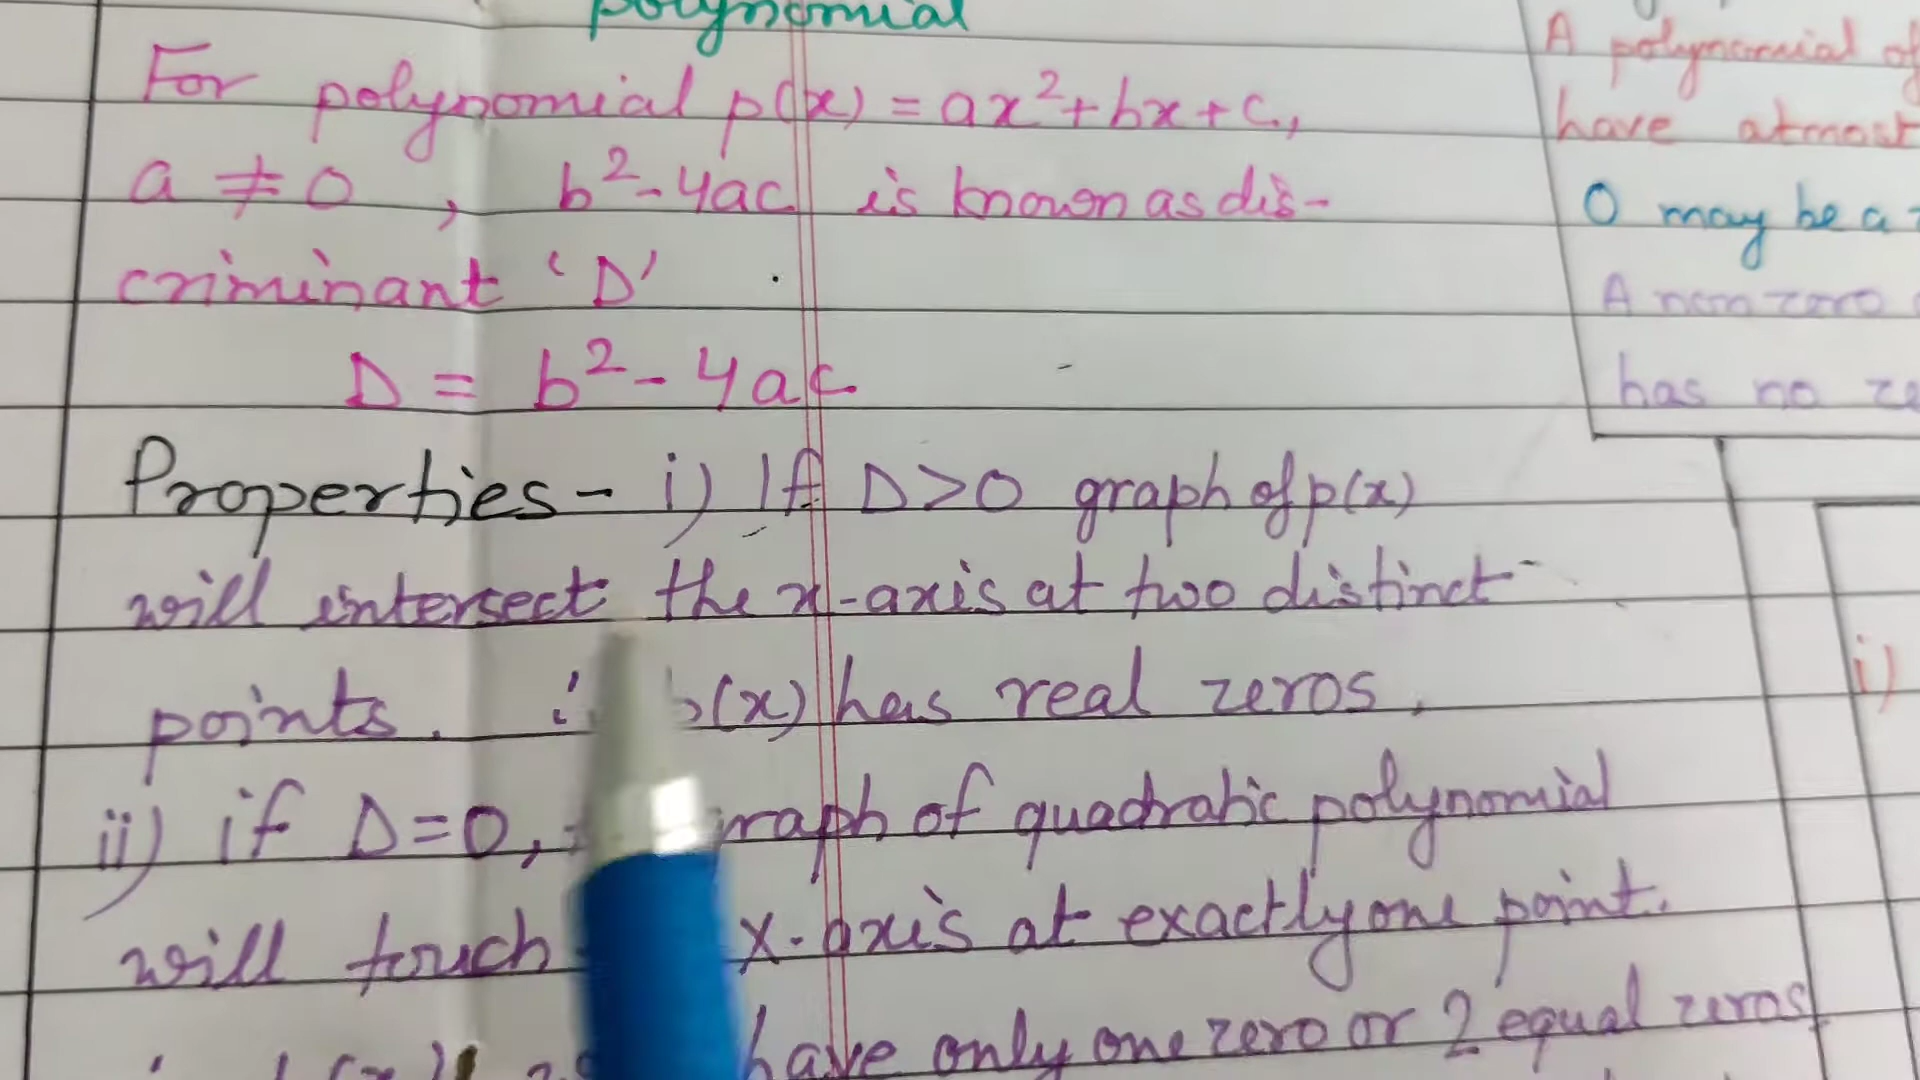 polynomial
For polynomial p(x) = ax²+bx+c,
a ≠ 0, b²-4ac is known as dis-
criminant 'D'
D = b²-4ac
Properties - i) If D>0 graph of p(x)
will intersect the x-axis at two distinct
points. p(x) has real zeros.
ii) if D=0, graph of quadratic polynomial
will touch x-axis at exactly one point.
have only one zero or 2 equal zeros
A polynomial of
have atmost
0 may be a
A non zero
has no
i)